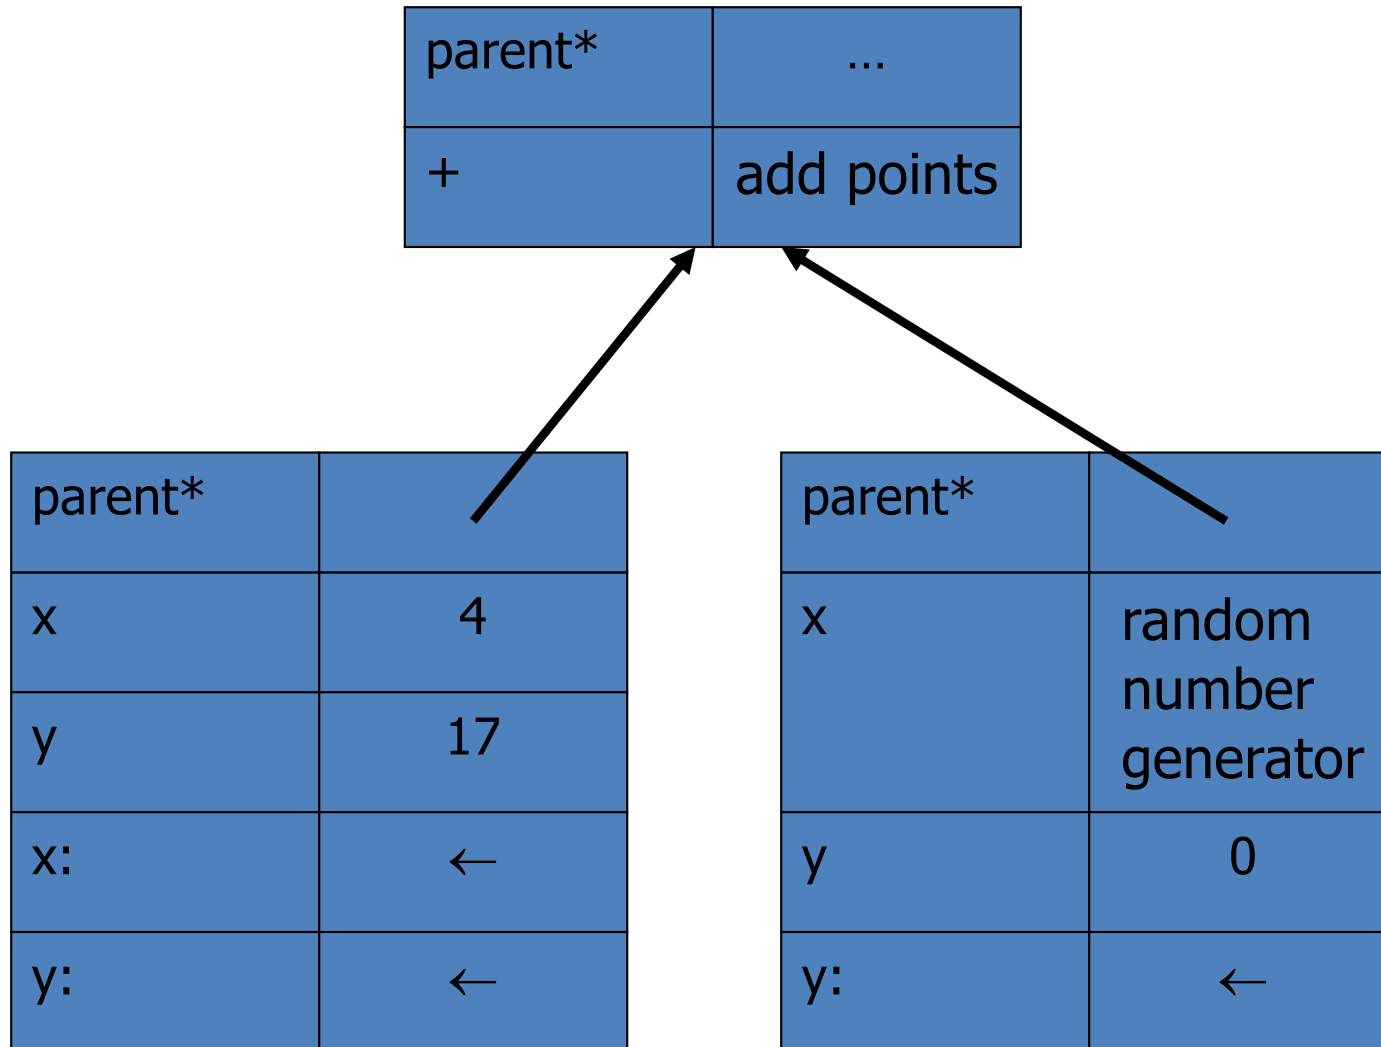 parent* …
+ add points
parent*
x 4
y 17
x: ←
y: ←
parent*
x random
number
generator
y 0
y: ←